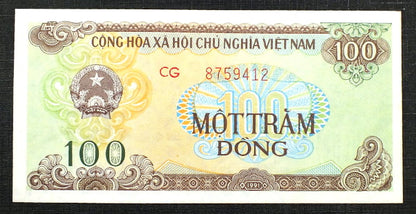 CỘNG HÒA XÃ HỘI CHỦ NGHĨA VIỆT NAM
100
CG 8759412
100
MỘT TRĂM
ĐỒNG
100
1991